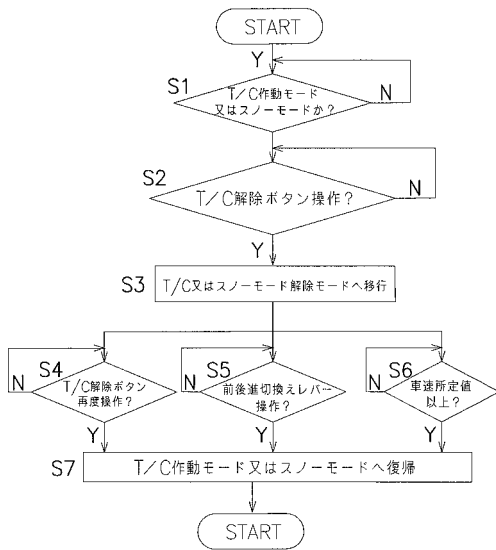 START
Y
S1
T/C作動モード
又はスノーモードか?
N
S2
T/C解除ボタン操作?
N
Y
S3
T/C又はスノーモード解除モードへ移行
S4
T/C解除ボタン
再度操作?
N
Y
S5
前後進切換えレバー
操作?
N
Y
S6
車速所定値
以上?
N
Y
S7
T/C作動モード又はスノーモードへ復帰
START